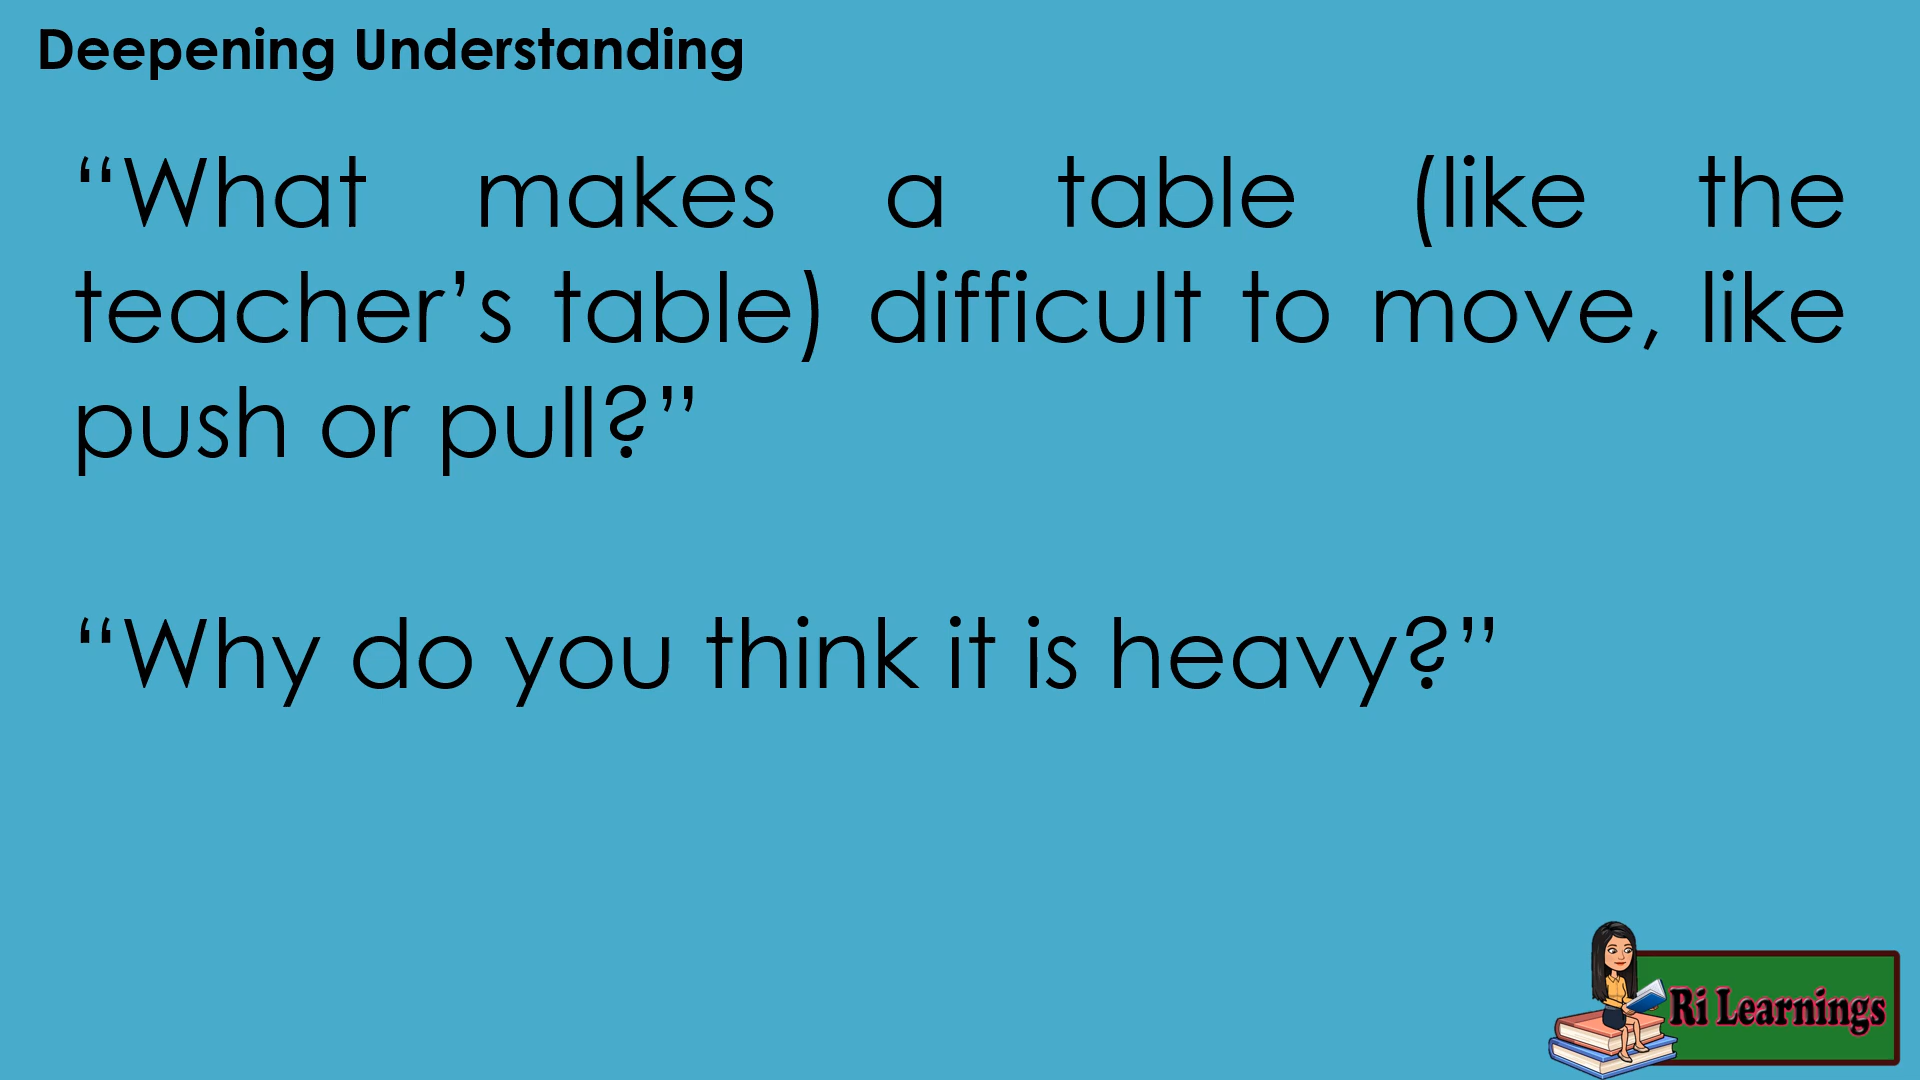 Deepening Understanding
“What makes a table (like the
teacher’s table) difficult to move, like
push or pull?”
“Why do you think it is heavy?”
Ri Learnings